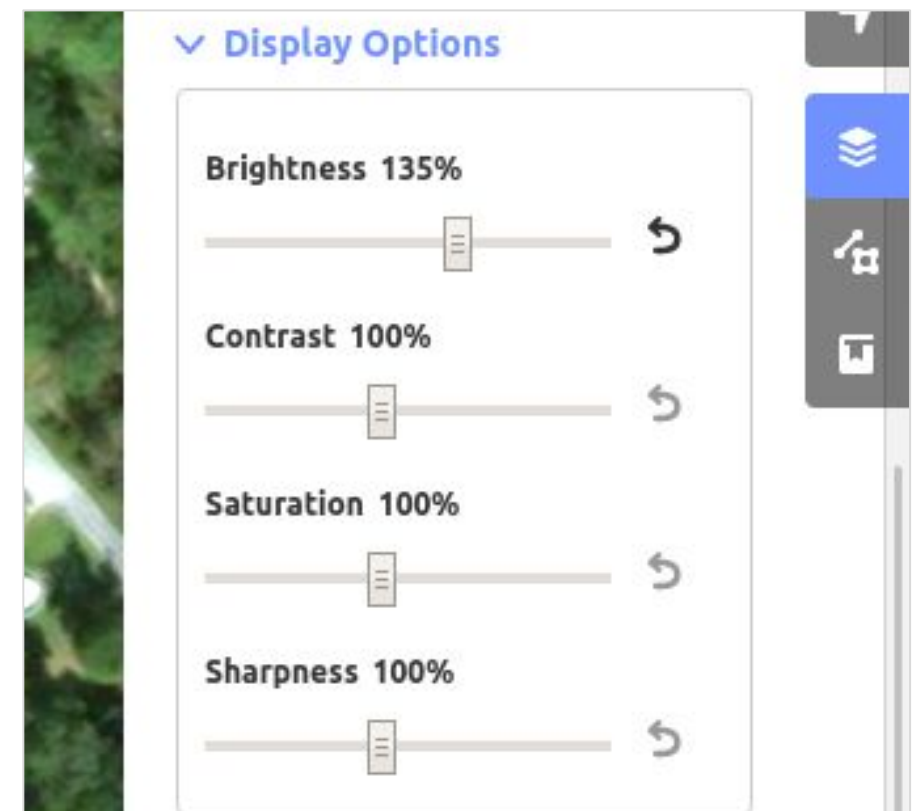 Display Options
Brightness 135%
Contrast 100%
Saturation 100%
Sharpness 100%